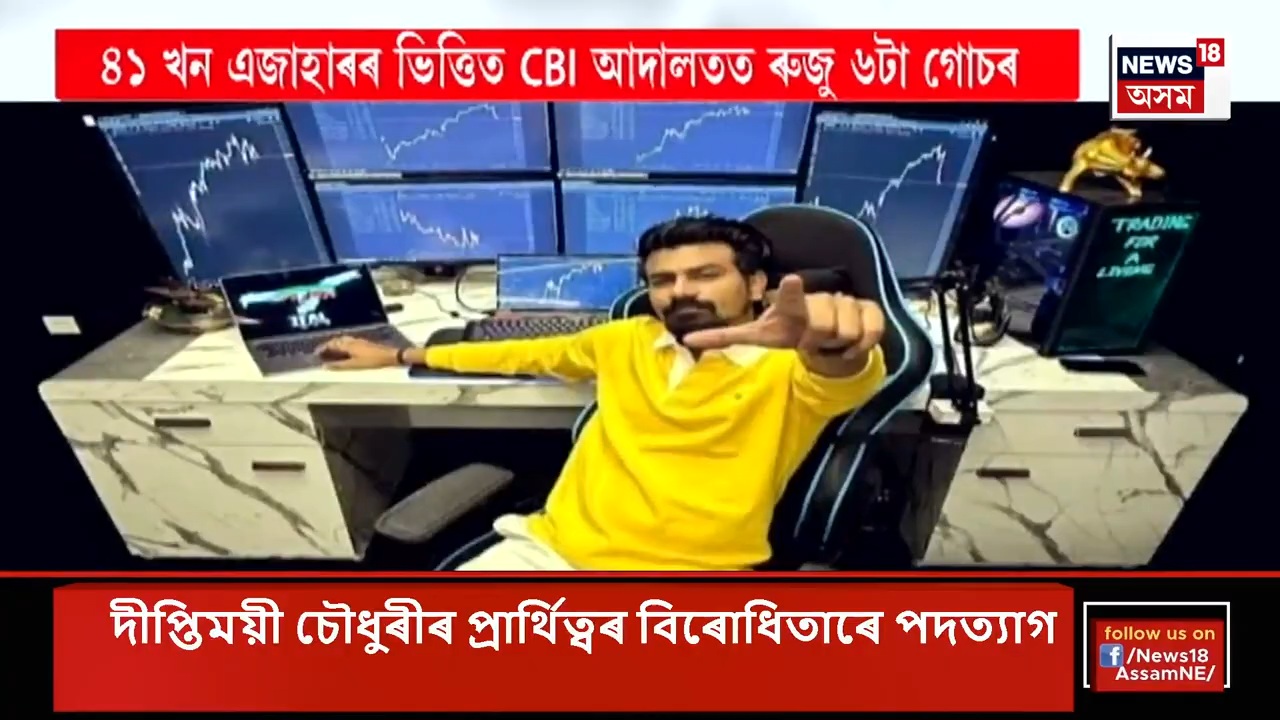 ৪১ খন এজাহাৰৰ ভিত্তিত CBI আদালতত ৰুজু ৬টা গোচৰ
NEWS 18
অসম
TRADING
FOR
A
LIVING
দীপ্তিময়ী চৌধুৰীৰ প্ৰাৰ্থিত্বৰ বিৰোধিতাৰে পদত্যাগ
follow us on
/News18
AssamNE/